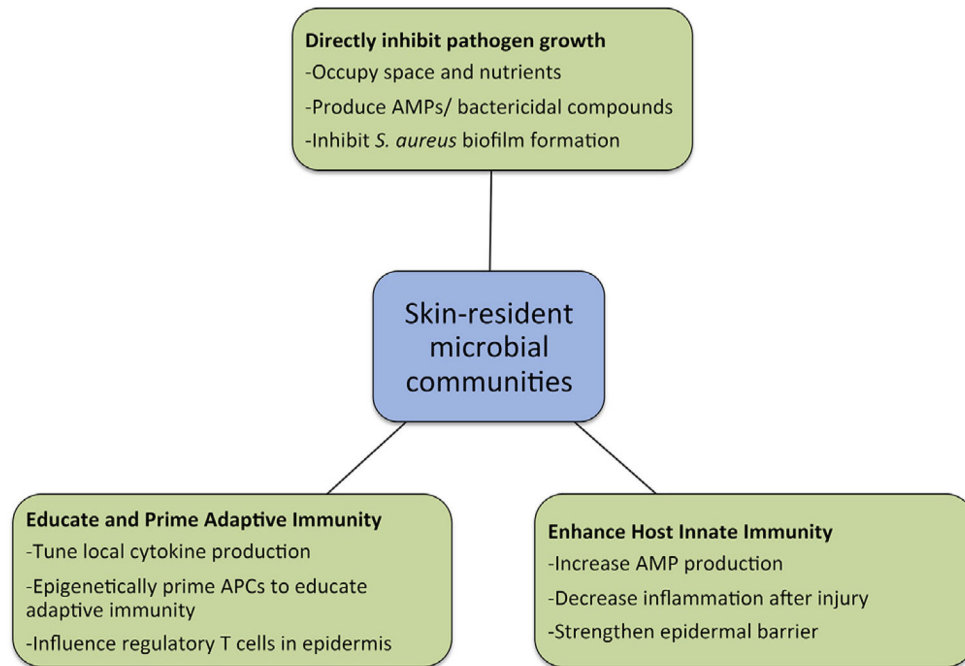 Directly inhibit pathogen growth
-Occupy space and nutrients
-Produce AMPs/ bactericidal compounds
-Inhibit S. aureus biofilm formation
Skin-resident
microbial
communities
Educate and Prime Adaptive Immunity
-Tune local cytokine production
-Epigenetically prime APCs to educate
adaptive immunity
-Influence regulatory T cells in epidermis
Enhance Host Innate Immunity
-Increase AMP production
-Decrease inflammation after injury
-Strengthen epidermal barrier